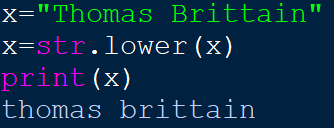 x="Thomas Brittain"
x=str.lower(x)
print(x)
thomas brittain